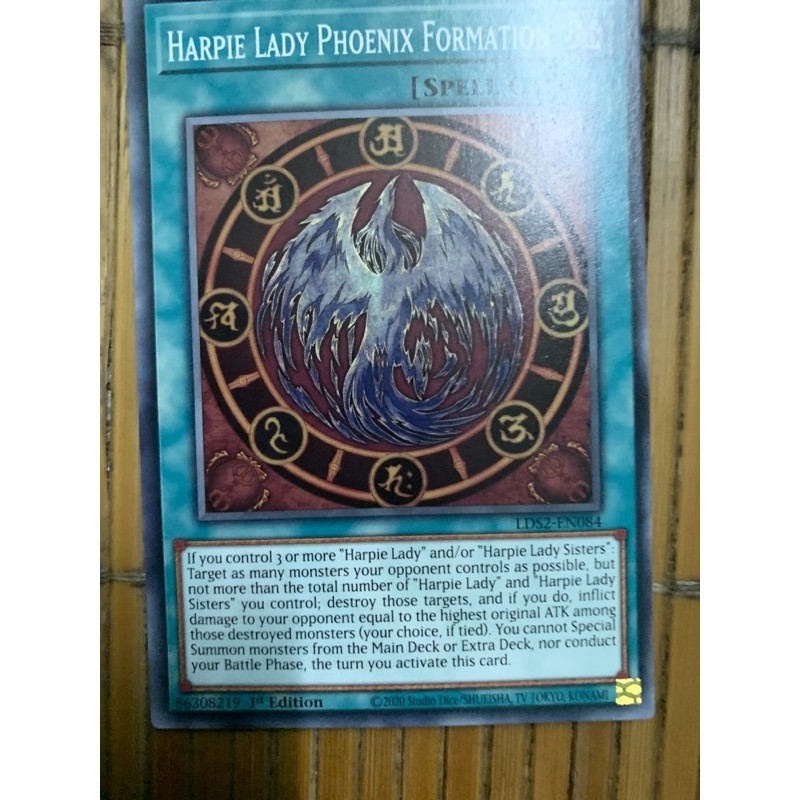 HARPIE LADY PHOENIX FORMATION
[SPELL
LDS2-EN084
If you control 3 or more "Harpie Lady" and/or "Harpie Lady Sisters":
Target as many monsters your opponent controls as possible, but
not more than the total number of "Harpie Lady" and "Harpie Lady
Sisters" you control; destroy those targets, and if you do, inflict
damage to your opponent equal to the highest original ATK among
those destroyed monsters (your choice, if tied). You cannot Special
Summon monsters from the Main Deck or Extra Deck, nor conduct
your Battle Phase, the turn you activate this card.
86308219 1st Edition ©2020 Studio Dice/SHUEISHA, TV TOKYO, KONAMI